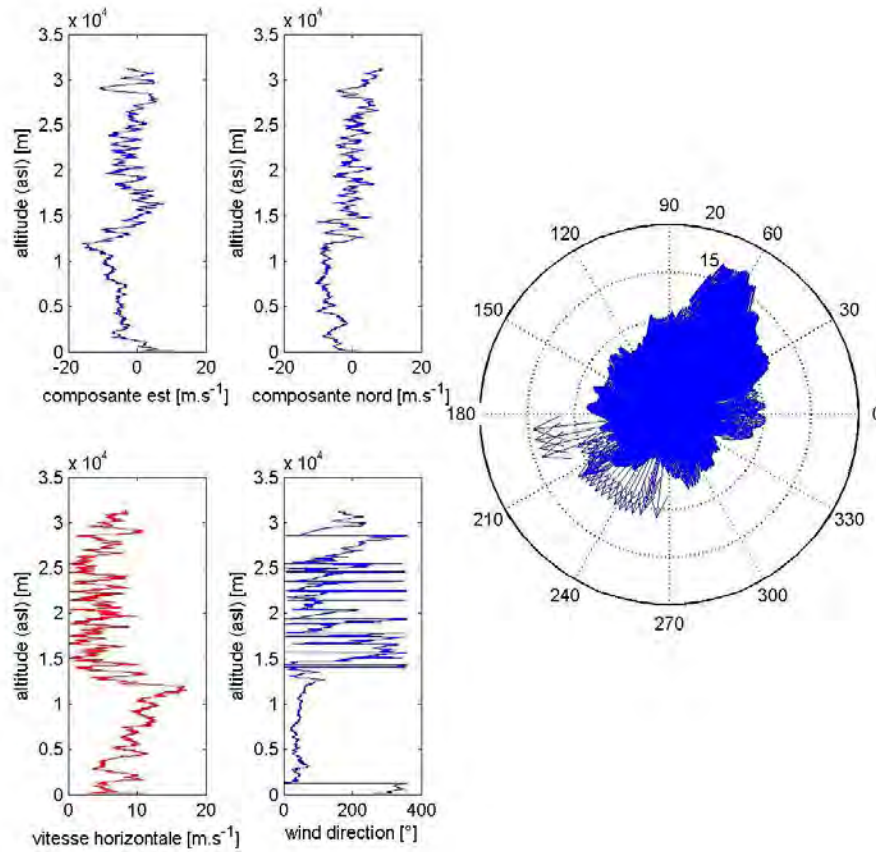 x 10⁴
3.5
3
2.5
2
1.5
1
0.5
0
altitude (asl) [m]
-20 0 20
composante est [m.s⁻¹]
x 10⁴
3.5
3
2.5
2
1.5
1
0.5
0
altitude (asl) [m]
-20 0 20
composante nord [m.s⁻¹]
90
20
120
60
15
150
30
180
0
210
330
240
300
270
x 10⁴
3.5
3
2.5
2
1.5
1
0.5
0
altitude (asl) [m]
0 10 20
vitesse horizontale [m.s⁻¹]
x 10⁴
3.5
3
2.5
2
1.5
1
0.5
0
altitude (asl) [m]
0 200 400
wind direction [°]